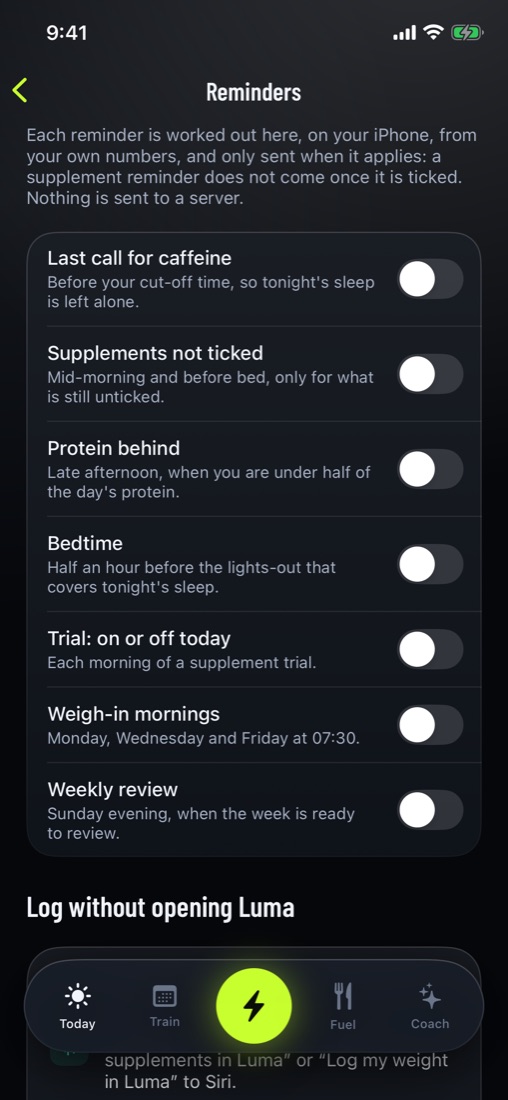 9:41
Reminders
Each reminder is worked out here, on your iPhone, from
your own numbers, and only sent when it applies: a
supplement reminder does not come once it is ticked.
Nothing is sent to a server.
Last call for caffeine
Before your cut-off time, so tonight's sleep
is left alone.
Supplements not ticked
Mid-morning and before bed, only for what
is still unticked.
Protein behind
Late afternoon, when you are under half of
the day's protein.
Bedtime
Half an hour before the lights-out that
covers tonight's sleep.
Trial: on or off today
Each morning of a supplement trial.
Weigh-in mornings
Monday, Wednesday and Friday at 07:30.
Weekly review
Sunday evening, when the week is ready
to review.
Log without opening Luma
Today
Train
Fuel
Coach
supplements in Luma” or “Log my weight
in Luma” to Siri.